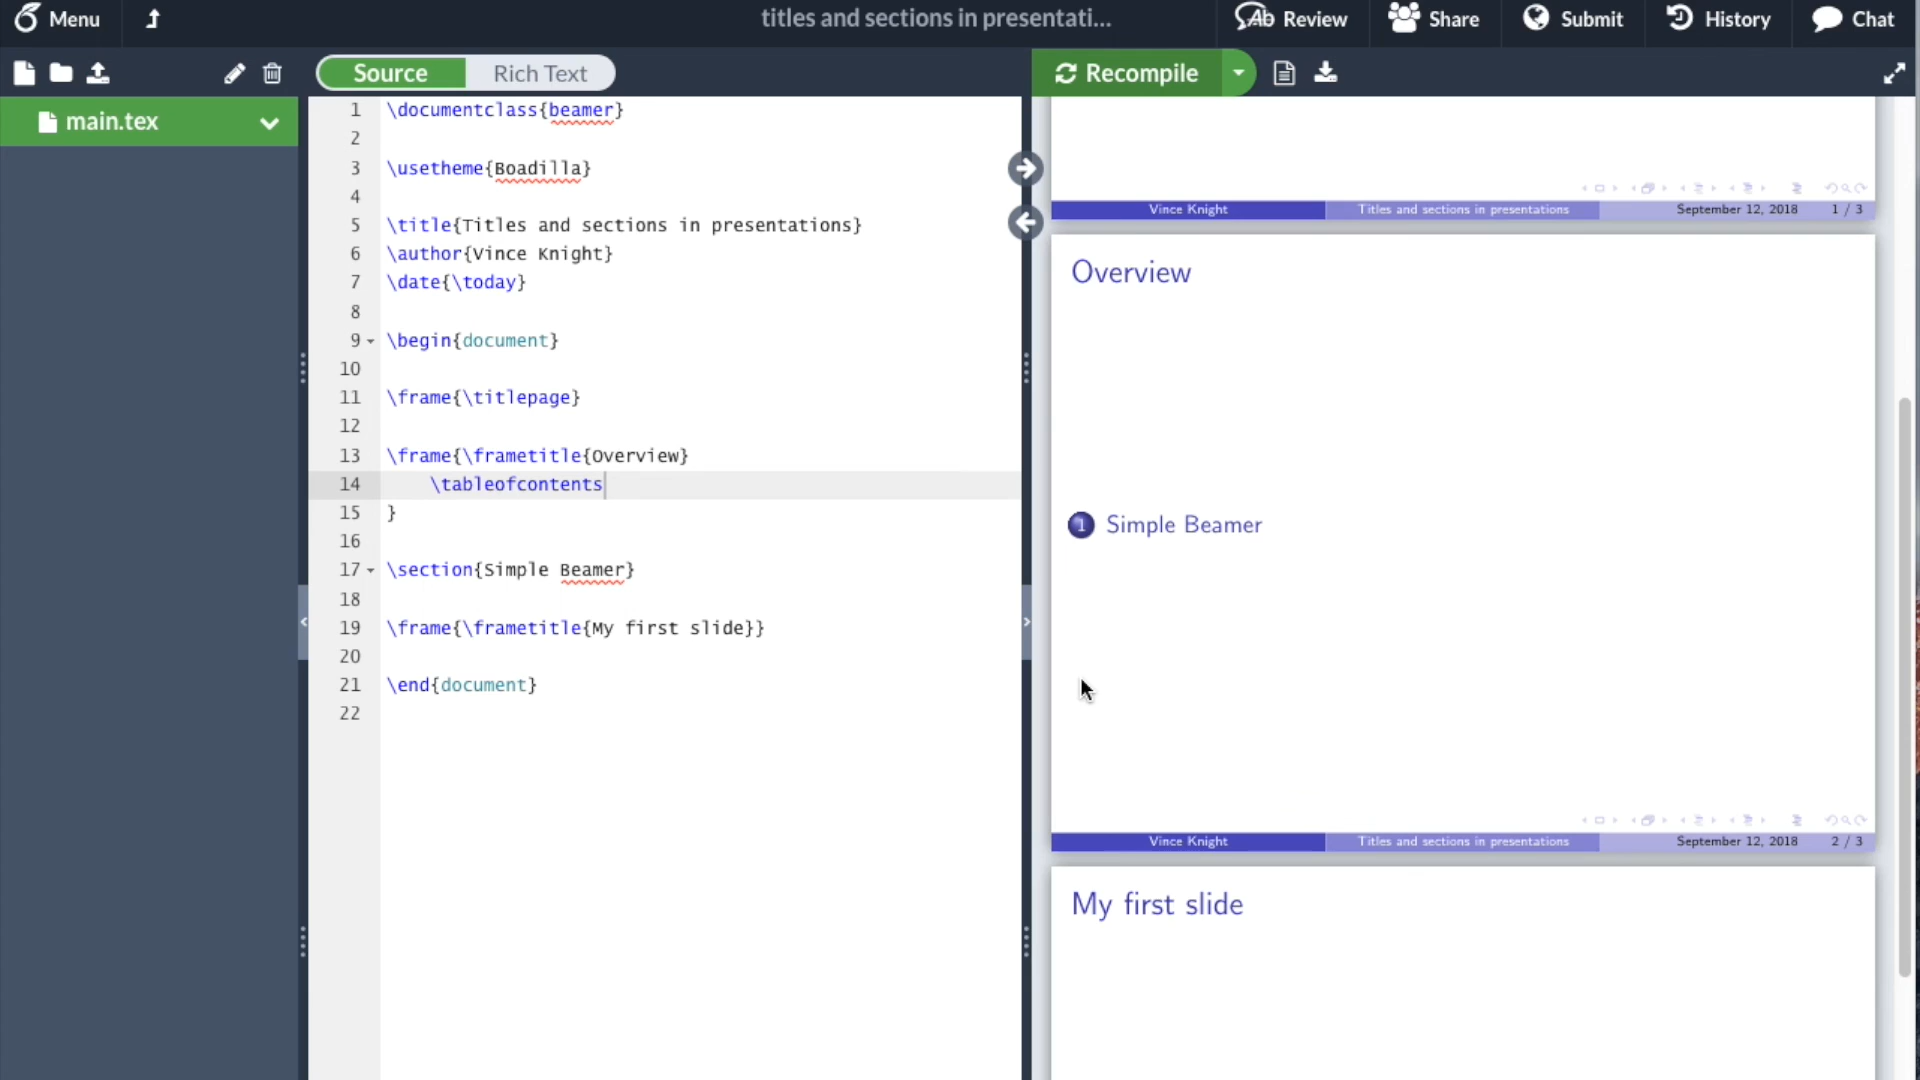 Menu
titles and sections in presentati...
Review
Share
Submit
History
Chat
Source
Rich Text
Recompile
main.tex
1 \documentclass{beamer}
2
3 \usetheme{Boadilla}
4
5 \title{Titles and sections in presentations}
6 \author{Vince Knight}
7 \date{\today}
8
9 \begin{document}
10
11 \frame{\titlepage}
12
13 \frame{\frametitle{Overview}
14 \tableofcontents
15 }
16
17 \section{Simple Beamer}
18
19 \frame{\frametitle{My first slide}}
20
21 \end{document}
22
Vince Knight Titles and sections in presentations September 12, 2018 1 / 3
Overview
1 Simple Beamer
Vince Knight Titles and sections in presentations September 12, 2018 2 / 3
My first slide